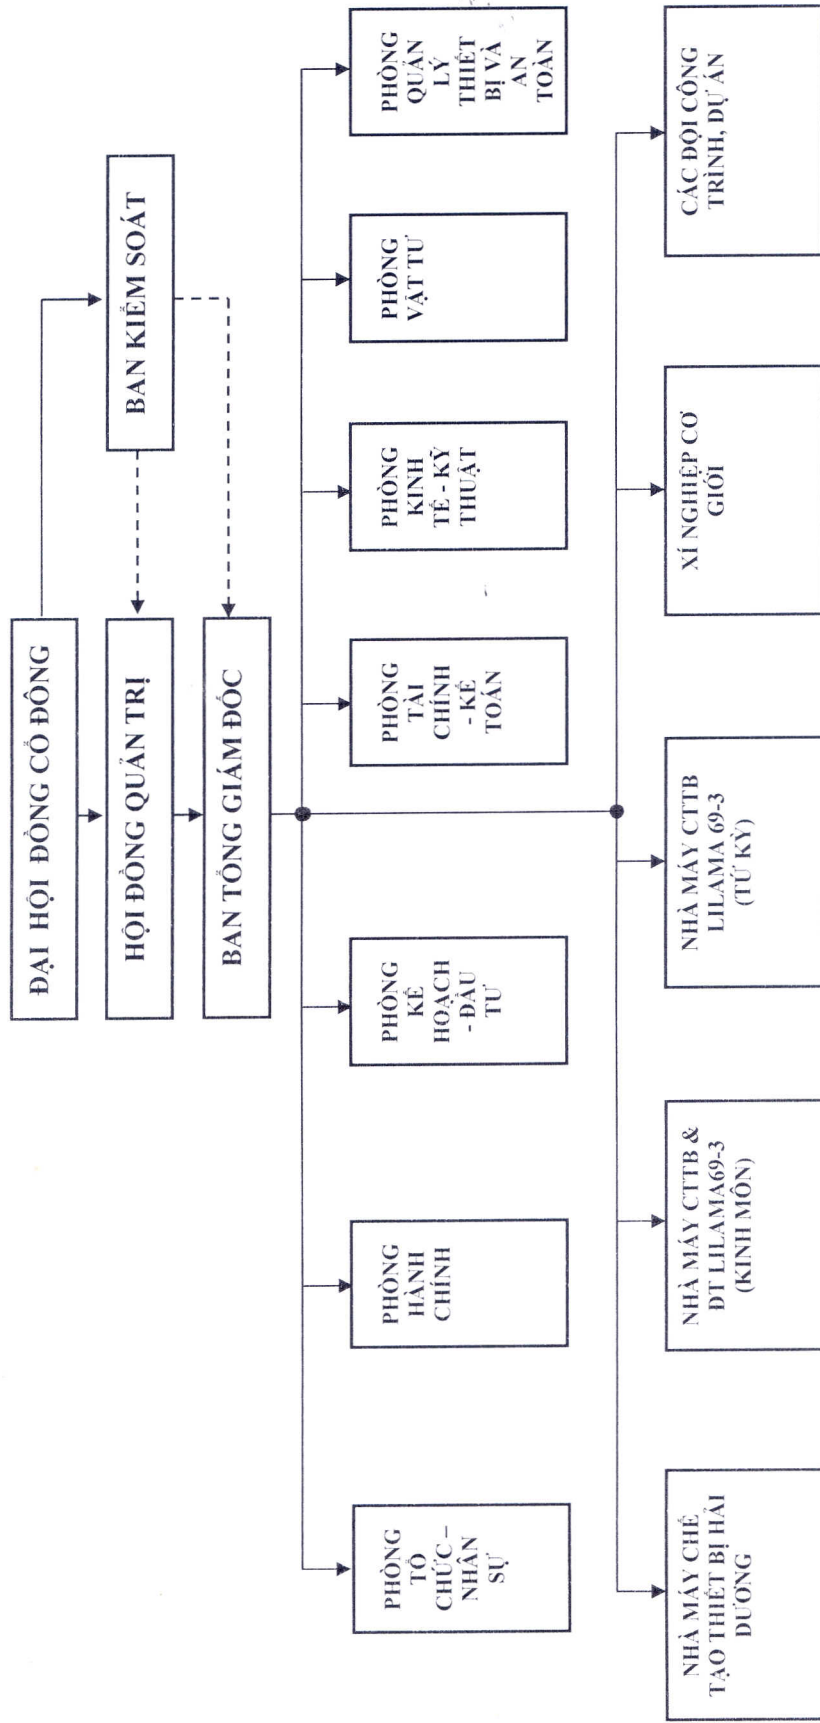 ĐẠI HỘI ĐỒNG CỔ ĐÔNG
HỘI ĐỒNG QUẢN TRỊ
BAN KIỂM SOÁT
BAN TỔNG GIÁM ĐỐC
PHÒNG
TỔ
CHỨC –
NHÂN
SỰ
PHÒNG
HÀNH
CHÍNH
PHÒNG
KẾ
HOẠCH
- ĐẦU
TƯ
PHÒNG
TÀI
CHÍNH
- KẾ
TOÁN
PHÒNG
KINH
TẾ - KỸ
THUẬT
PHÒNG
VẬT TƯ
PHÒNG
QUẢN
LÝ
THIẾT
BỊ VÀ
AN
TOÀN
NHÀ MÁY CHẾ
TẠO THIẾT BỊ HẢI
DƯƠNG
NHÀ MÁY CTTB &
ĐT LILAMA69-3
(KINH MÔN)
NHÀ MÁY CTTB
LILAMA 69-3
(TỨ KỲ)
XÍ NGHIỆP CƠ
GIỚI
CÁC ĐỘI CÔNG
TRÌNH, DỰ ÁN